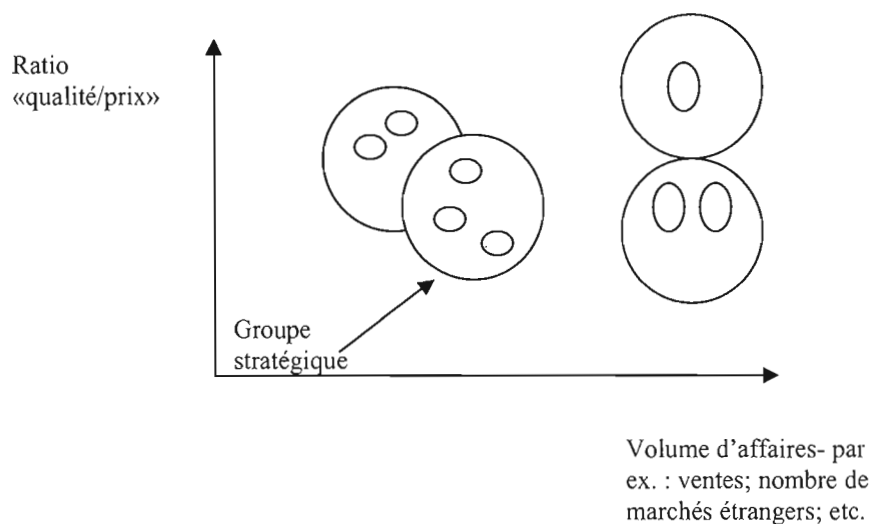 Ratio
«qualité/prix»
Groupe
stratégique
Volume d'affaires- par
ex. : ventes; nombre de
marchés étrangers; etc.